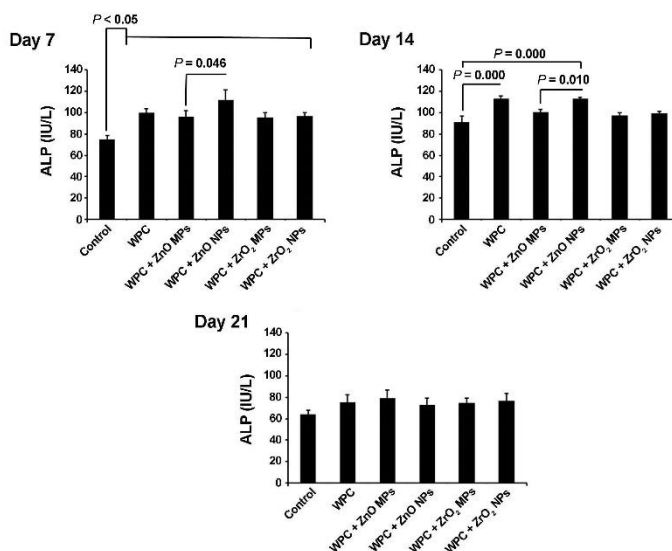 P < 0.05
Day 7
P = 0.046
ALP (IU/L)
140
120
100
80
60
40
20
0
Control
WPC
WPC + ZnO MPs
WPC + ZnO NPs
WPC + ZrO₂ MPs
WPC + ZrO₂ NPs
Day 14
P = 0.000
P = 0.000
P = 0.010
ALP (IU/L)
140
120
100
80
60
40
20
0
Control
WPC
WPC + ZnO MPs
WPC + ZnO NPs
WPC + ZrO₂ MPs
WPC + ZrO₂ NPs
Day 21
ALP (IU/L)
140
120
100
80
60
40
20
0
Control
WPC
WPC + ZnO MPs
WPC + ZnO NPs
WPC + ZrO₂ MPs
WPC + ZrO₂ NPs